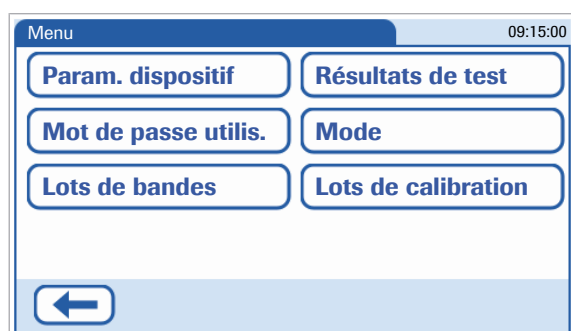 Menu 09:15:00
Param. dispositif Résultats de test
Mot de passe utilis. Mode
Lots de bandes Lots de calibration